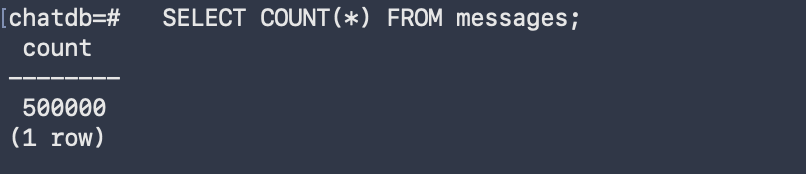 [chatdb=#   SELECT COUNT(*) FROM messages;
 count
--------
 500000
(1 row)